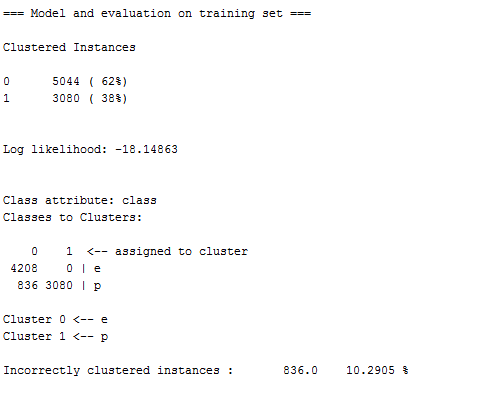 === Model and evaluation on training set ===
Clustered Instances
0      5044 ( 62%)
1      3080 ( 38%)
Log likelihood: -18.14863
Class attribute: class
Classes to Clusters:
    0    1  <-- assigned to cluster
 4208    0 | e
  836 3080 | p
Cluster 0 <-- e
Cluster 1 <-- p
Incorrectly clustered instances :       836.0    10.2905 %